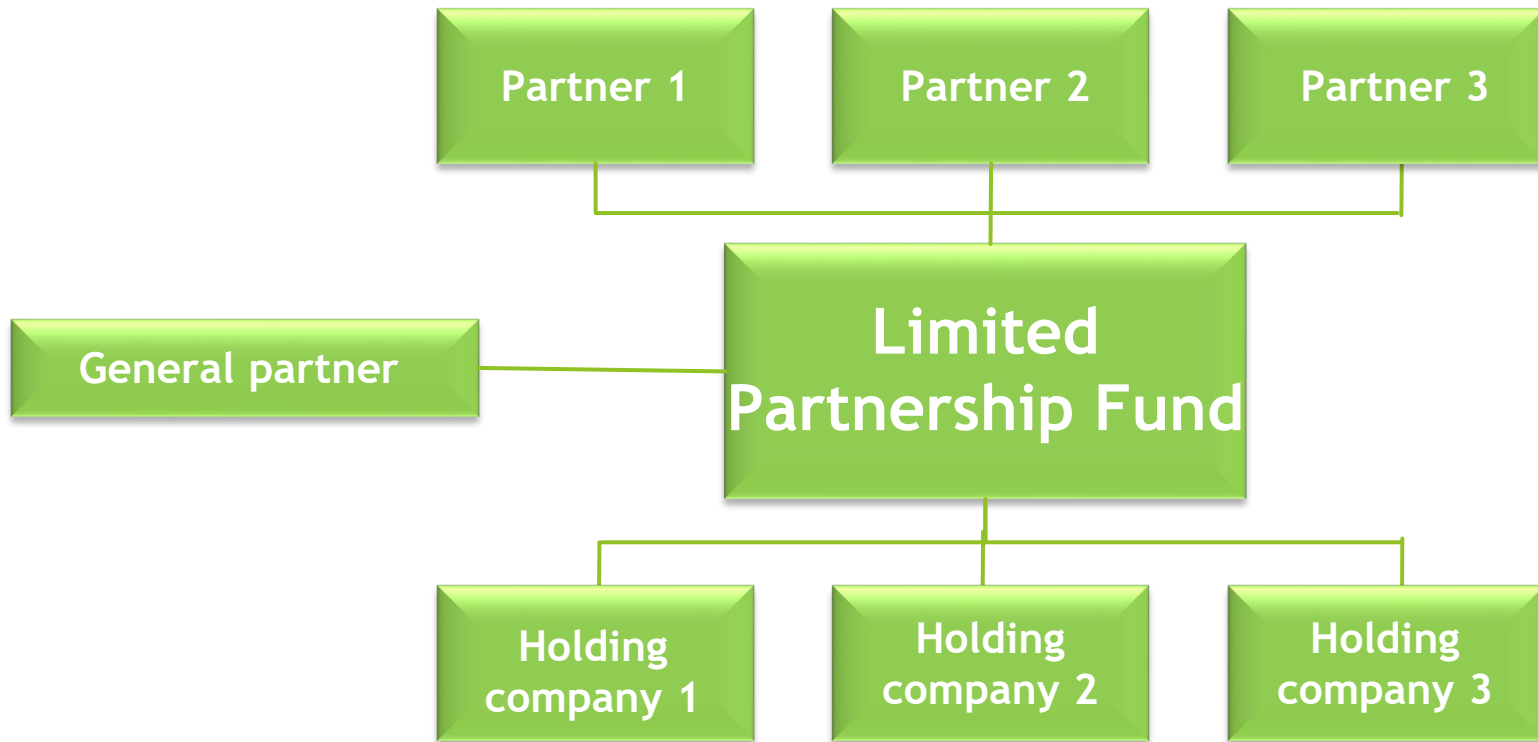 Partner 1
Partner 2
Partner 3
General partner
Limited
Partnership Fund
Holding
company 1
Holding
company 2
Holding
company 3